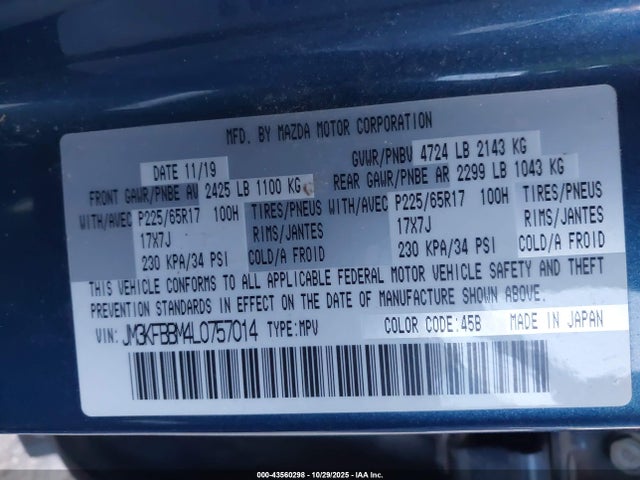 MFD. BY MAZDA MOTOR CORPORATION
DATE 11/19
GVWR/PNBV 4724 LB 2143 KG
FRONT GAWR/PNBE AV 2425 LB 1100 KG
REAR GAWR/PNBE AR 2299 LB 1043 KG
WITH/AVEC P225/65R17 100H TIRES/PNEUS
WITH/AVEC P225/65R17 100H TIRES/PNEUS
17X7J RIMS/JANTES
17X7J RIMS/JANTES
230 KPA/34 PSI COLD/A FROID
230 KPA/34 PSI COLD/A FROID
THIS VEHICLE CONFORMS TO ALL APPLICABLE FEDERAL MOTOR VEHICLE SAFETY AND THEFT
PREVENTION STANDARDS IN EFFECT ON THE DATE OF MANUFACTURE SHOWN ABOVE.
VIN: JM3KFBBM4L0757014 TYPE:MPV COLOR CODE:45B MADE IN JAPAN
000-43560298 - 10/29/2025 - IAA Inc.